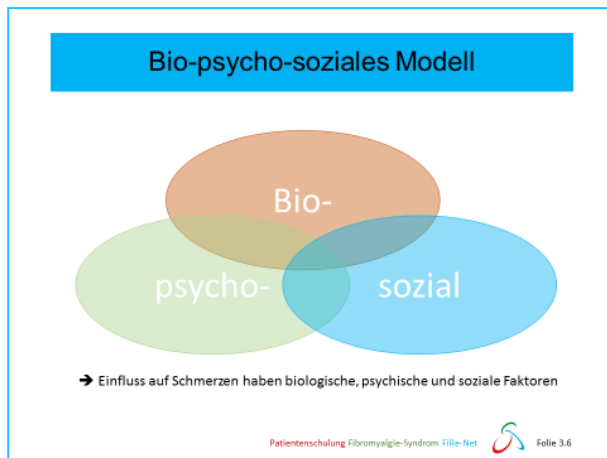 Bio-psycho-soziales Modell
Bio-
psycho-
sozial
➔ Einfluss auf Schmerzen haben biologische, psychische und soziale Faktoren
Patientenschulung Fibromyalgie-Syndrom FIRe-Net Folie 3.6